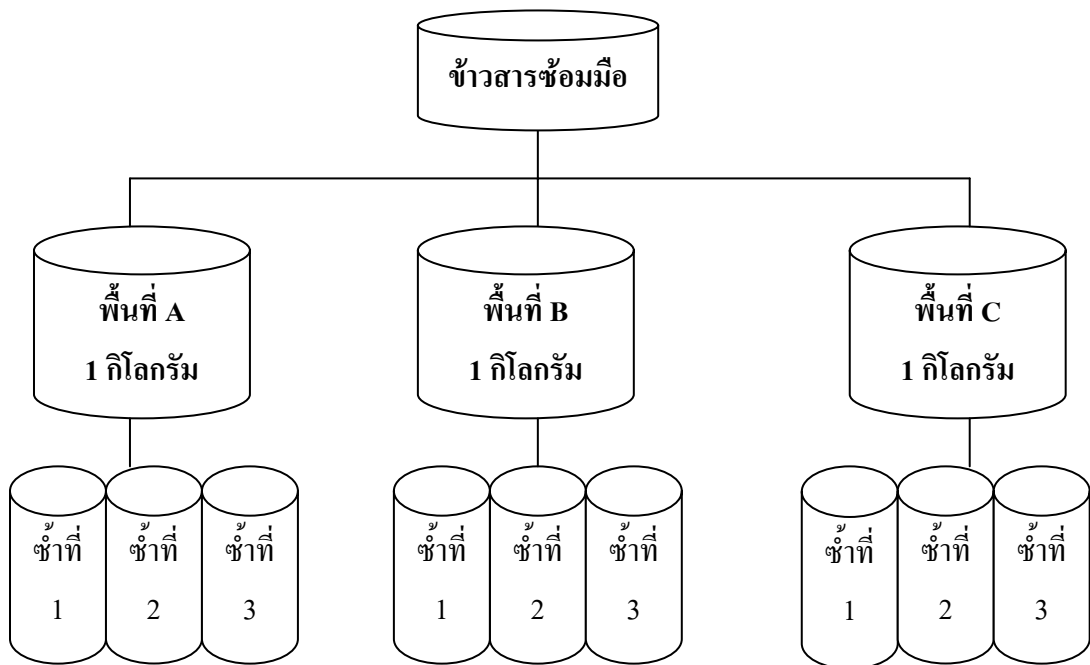 ข้าวสารซ้อมมือ
พื้นที่ A
1 กิโลกรัม
พื้นที่ B
1 กิโลกรัม
พื้นที่ C
1 กิโลกรัม
ซ้ำที่
1
ซ้ำที่
2
ซ้ำที่
3
ซ้ำที่
1
ซ้ำที่
2
ซ้ำที่
3
ซ้ำที่
1
ซ้ำที่
2
ซ้ำที่
3